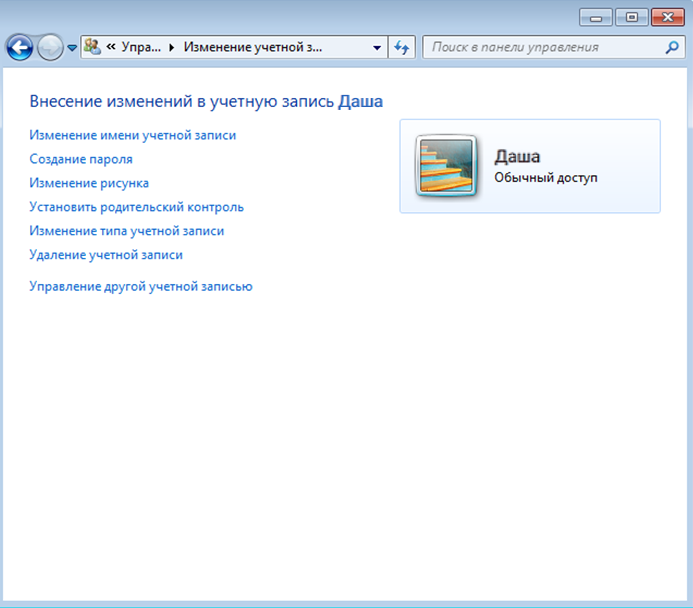 « Упра... ▸ Изменение учетной з...
Поиск в панели управления
Внесение изменений в учетную запись Даша
Изменение имени учетной записи
Создание пароля
Изменение рисунка
Установить родительский контроль
Изменение типа учетной записи
Удаление учетной записи
Управление другой учетной записью
Даша
Обычный доступ